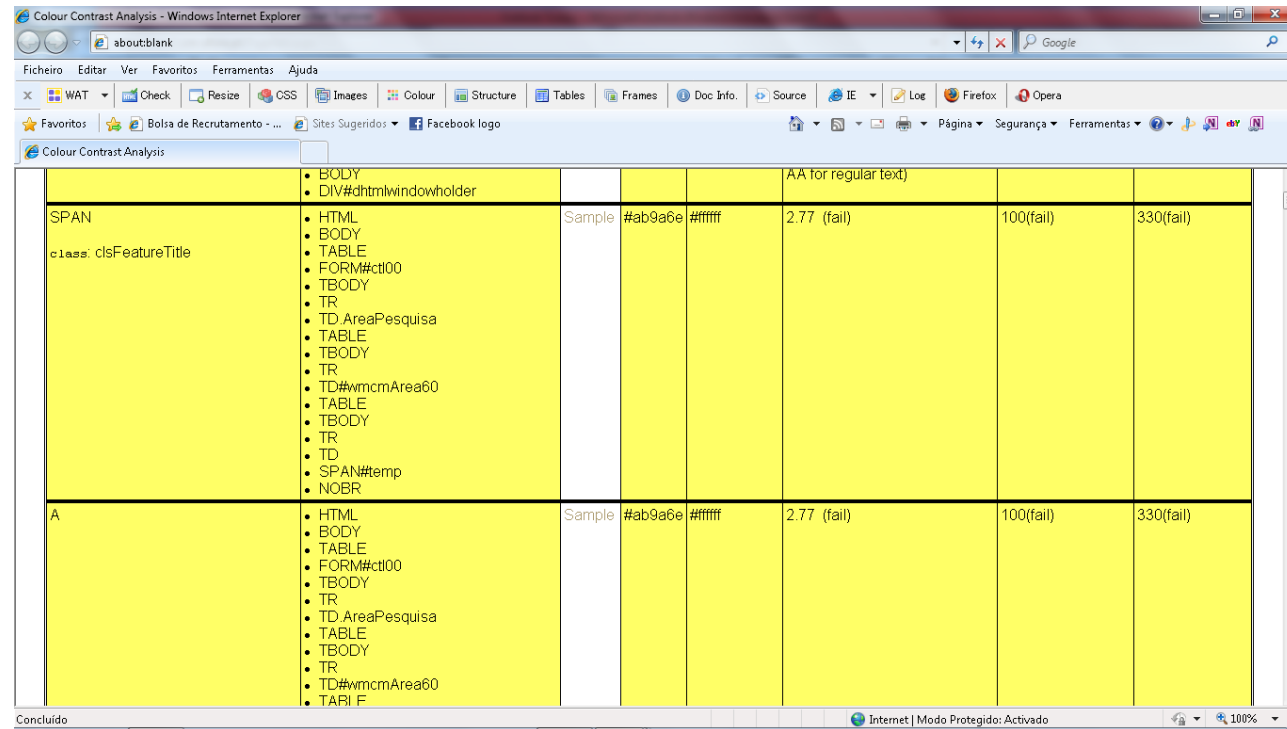 Colour Contrast Analysis - Windows Internet Explorer
about:blank
Google
Ficheiro Editar Ver Favoritos Ferramentas Ajuda
x WAT Check Resize CSS Images Colour Structure Tables Frames Doc Info. Source IE Log Firefox Opera
Favoritos Bolsa de Recrutamento - ... Sites Sugeridos Facebook logo Página Segurança Ferramentas
Colour Contrast Analysis
• BODY AA for regular text)
• DIV#dhtmlwindowholder
SPAN • HTML Sample #ab9a6e #ffffff 2.77 (fail) 100(fail) 330(fail)
• BODY
class: clsFeatureTitle • TABLE
• FORM#ctl00
• TBODY
• TR
• TD.AreaPesquisa
• TABLE
• TBODY
• TR
• TD#wmcmArea60
• TABLE
• TBODY
• TR
• TD
• SPAN#temp
• NOBR
A • HTML Sample #ab9a6e #ffffff 2.77 (fail) 100(fail) 330(fail)
• BODY
• TABLE
• FORM#ctl00
• TBODY
• TR
• TD.AreaPesquisa
• TABLE
• TBODY
• TR
• TD#wmcmArea60
• TABLE
Concluído Internet | Modo Protegido: Activado 100%